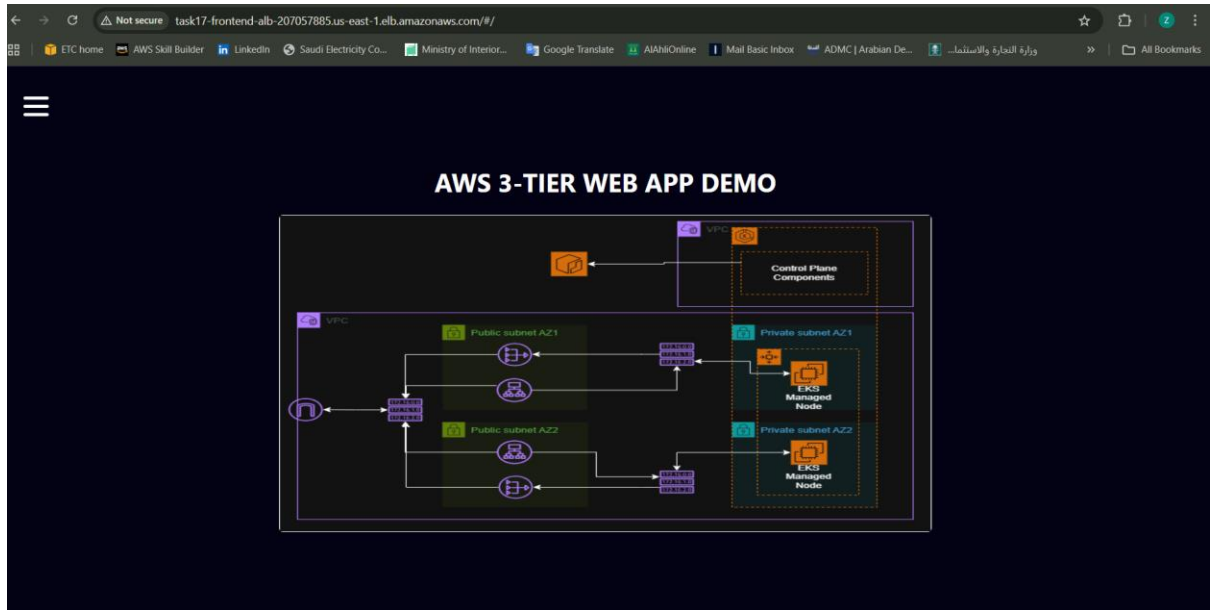 Not secure task17-frontend-alb-207057885.us-east-1.elb.amazonaws.com/#/
Z
ETC home AWS Skill Builder LinkedIn Saudi Electricity Co... Ministry of Interior... Google Translate AlAhliOnline Mail Basic Inbox ADMC | Arabian De... وزارة التجارة والاستثما... » All Bookmarks
AWS 3-TIER WEB APP DEMO
VPC
Control Plane
Components
VPC
Public subnet AZ1
Private subnet AZ1
EKS
Managed
Node
Public subnet AZ2
Private subnet AZ2
EKS
Managed
Node